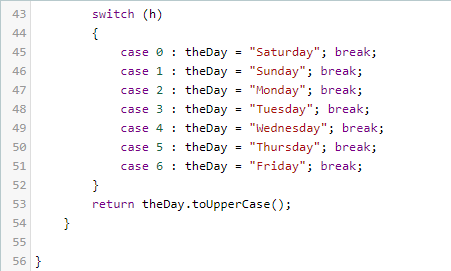 43 switch (h)
44 {
45 case 0 : theDay = "Saturday"; break;
46 case 1 : theDay = "Sunday"; break;
47 case 2 : theDay = "Monday"; break;
48 case 3 : theDay = "Tuesday"; break;
49 case 4 : theDay = "Wednesday"; break;
50 case 5 : theDay = "Thursday"; break;
51 case 6 : theDay = "Friday"; break;
52 }
53 return theDay.toUpperCase();
54 }
55
56 }